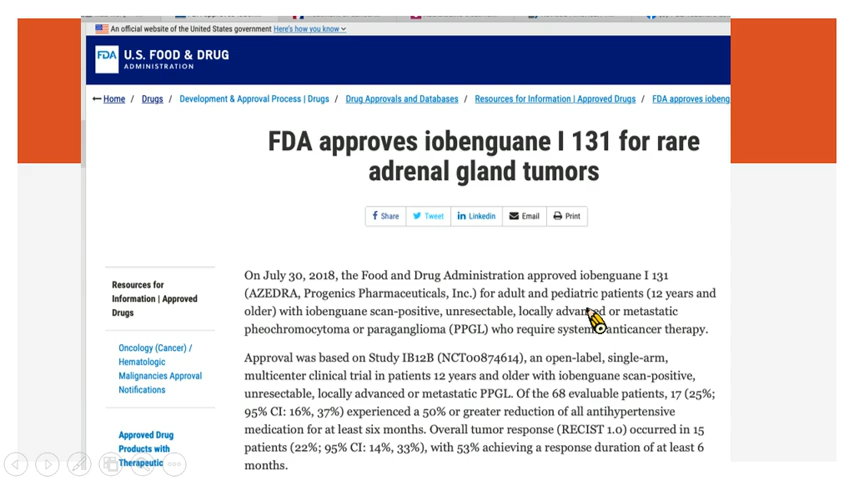 An official website of the United States government Here's how you know
FDA U.S. FOOD & DRUG
ADMINISTRATION
Home / Drugs / Development & Approval Process | Drugs / Drug Approvals and Databases / Resources for Information | Approved Drugs / FDA approves iobeng
FDA approves iobenguane I 131 for rare
adrenal gland tumors
Share Tweet Linkedin Email Print
On July 30, 2018, the Food and Drug Administration approved iobenguane I 131
(AZEDRA, Progenics Pharmaceuticals, Inc.) for adult and pediatric patients (12 years and
older) with iobenguane scan-positive, unresectable, locally advanced or metastatic
pheochromocytoma or paraganglioma (PPGL) who require systemic anticancer therapy.
Approval was based on Study IB12B (NCT00874614), an open-label, single-arm,
multicenter clinical trial in patients 12 years and older with iobenguane scan-positive,
unresectable, locally advanced or metastatic PPGL. Of the 68 evaluable patients, 17 (25%;
95% CI: 16%, 37%) experienced a 50% or greater reduction of all antihypertensive
medication for at least six months. Overall tumor response (RECIST 1.0) occurred in 15
patients (22%; 95% CI: 14%, 33%), with 53% achieving a response duration of at least 6
months.
Resources for
Information | Approved
Drugs
Oncology (Cancer) /
Hematologic
Malignancies Approval
Notifications
Approved Drug
Products with
Therapeutic